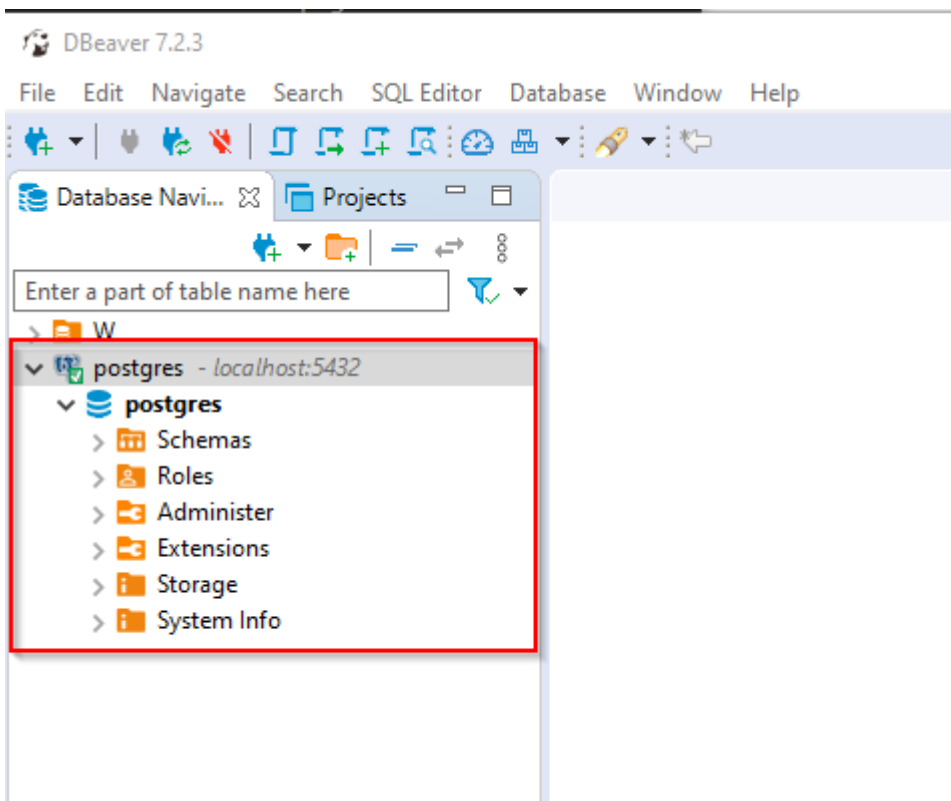 DBeaver 7.2.3
File Edit Navigate Search SQL Editor Database Window Help
Database Navi... Projects
Enter a part of table name here
W
postgres - localhost:5432
postgres
Schemas
Roles
Administer
Extensions
Storage
System Info